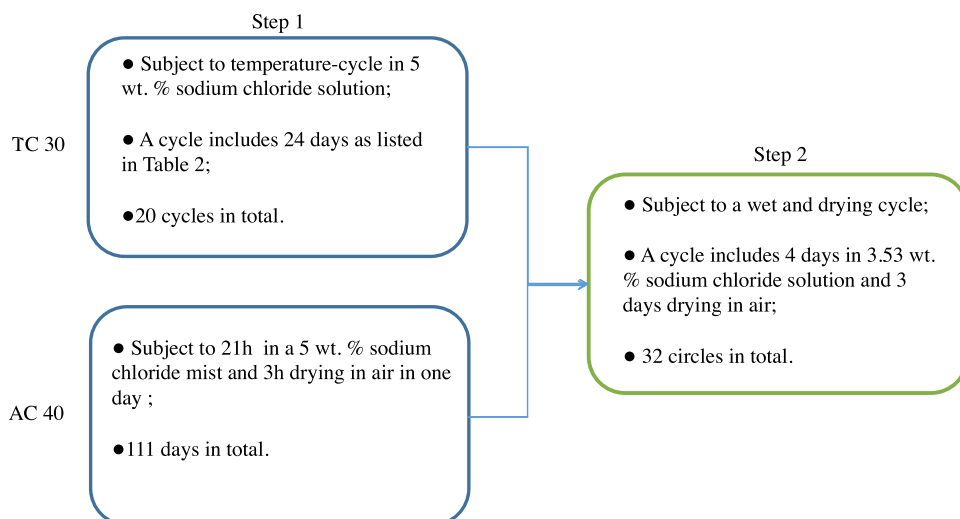 Step 1
TC 30
● Subject to temperature-cycle in 5
wt. % sodium chloride solution;
● A cycle includes 24 days as listed
in Table 2;
●20 cycles in total.
AC 40
● Subject to 21h in a 5 wt. % sodium
chloride mist and 3h drying in air in one
day ;
●111 days in total.
Step 2
● Subject to a wet and drying cycle;
● A cycle includes 4 days in 3.53 wt.
% sodium chloride solution and 3
days drying in air;
● 32 circles in total.